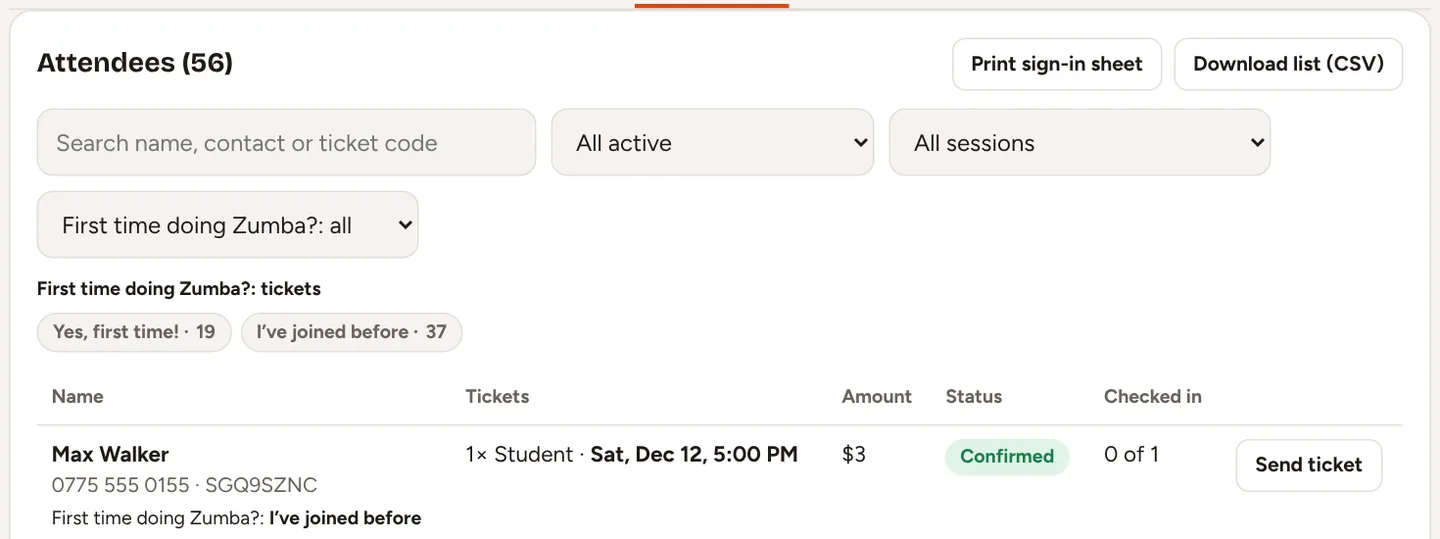 Attendees (56)
Print sign-in sheet
Download list (CSV)
Search name, contact or ticket code
All active
All sessions
First time doing Zumba?: all
First time doing Zumba?: tickets
Yes, first time! · 19
I’ve joined before · 37
Name Tickets Amount Status Checked in
Max Walker 1× Student · Sat, Dec 12, 5:00 PM $3 Confirmed 0 of 1 Send ticket
0775 555 0155 · SGQ9SZNC
First time doing Zumba?: I’ve joined before